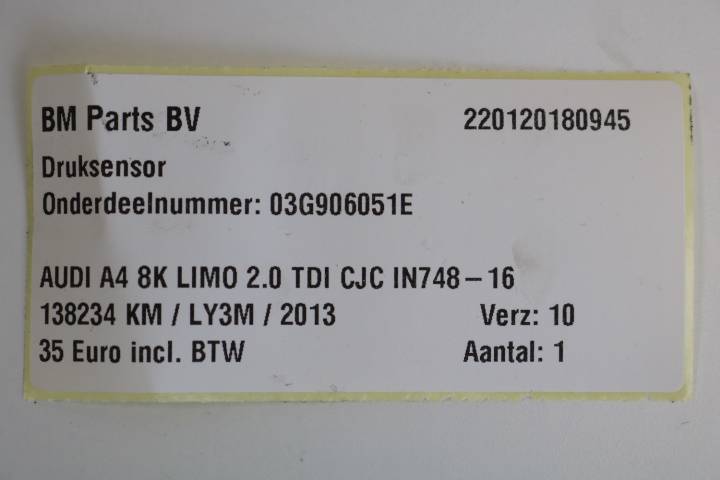 BM Parts BV 220120180945
Druksensor
Onderdeelnummer: 03G906051E
AUDI A4 8K LIMO 2.0 TDI CJC IN748-16
138234 KM / LY3M / 2013 Verz: 10
35 Euro incl. BTW Aantal: 1